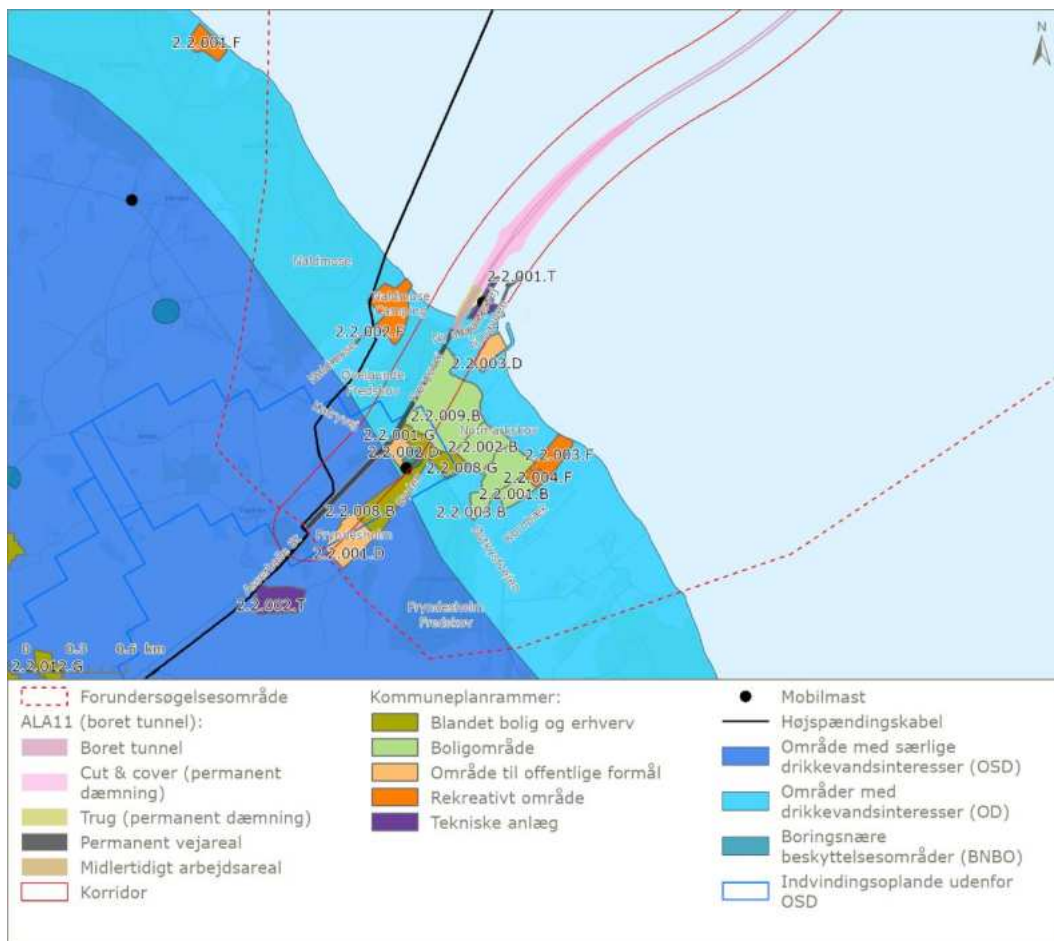 2.2.001.F
N
2.2.001.T
Naldmose
Naldmose
Camping
2.2.002.F
2.2.003.D
Fredskov
2.2.009.B
2.2.001.G
2.2.002.B
2.2.002.D
2.2.003.F
2.2.008.G
2.2.004.F
2.2.001.B
2.2.008.B
2.2.003.B
Fryndesholm
2.2.001.D
2.2.002.T
Fryndesholm
Fredskov
0 0.3 0.6 km
2.2.012.G
Forundersøgelsesområde
ALA11 (boret tunnel):
Boret tunnel
Cut & cover (permanent
dæmning)
Trug (permanent dæmning)
Permanent vejareal
Midlertidigt arbejdsareal
Korridor
Kommuneplanrammer:
Blandet bolig og erhverv
Boligområde
Område til offentlige formål
Rekreativt område
Tekniske anlæg
Mobilmast
Højspændingskabel
Område med særlige
drikkevandsinteresser (OSD)
Områder med
drikkevandsinteresser (OD)
Boringsnære
beskyttelsesområder (BNBO)
Indvindingsoplande udenfor
OSD